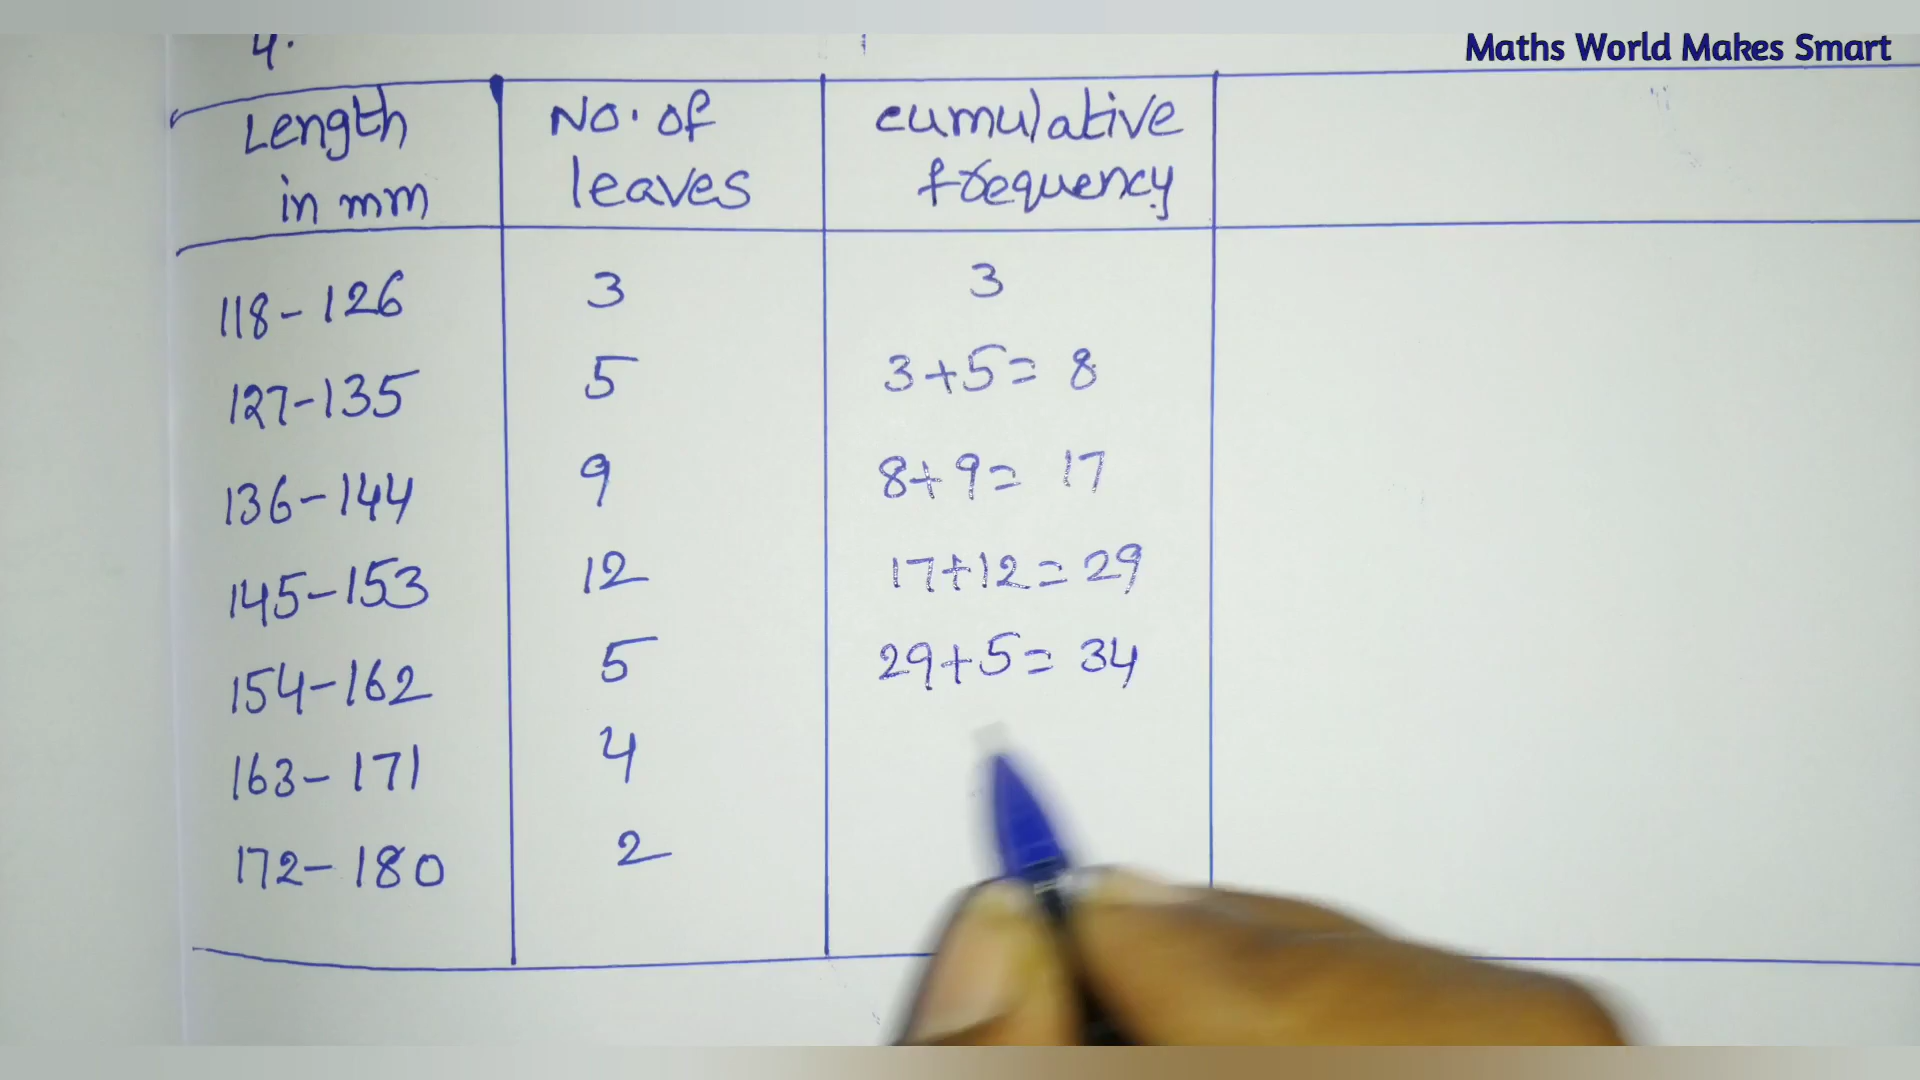 Maths World Makes Smart
4.
Length in mm No. of leaves cumulative frequency
118-126 3 3
127-135 5 3+5= 8
136-144 9 8+9= 17
145-153 12 17+12=29
154-162 5 29+5= 34
163-171 4
172-180 2